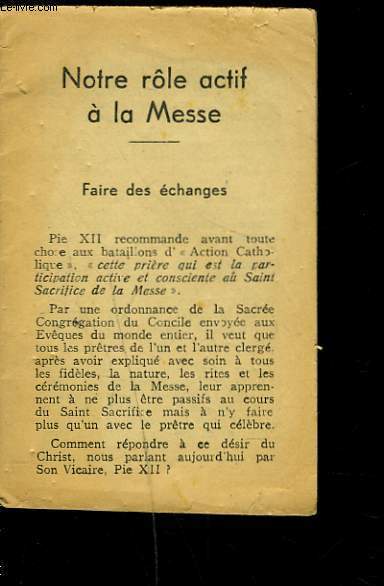 Notre rôle actif
à la Messe
Faire des échanges
Pie XII recommande avant toute
chose aux bataillons d'« Action Catho-
lique », « cette prière qui est la par-
ticipation active et consciente au Saint
Sacrifice de la Messe ».
Par une ordonnance de la Sacrée
Congrégation du Concile envoyée aux
Evêques du monde entier, il veut que
tous les prêtres de l'un et l'autre clergé,
après avoir expliqué avec soin à tous
les fidèles, la nature, les rites et les
cérémonies de la Messe, leur appren-
nent à ne plus être passifs au cours
du Saint Sacrifice mais à n'y faire
plus qu'un avec le prêtre qui célèbre.
Comment répondre à ce désir du
Christ, nous parlant aujourd'hui par
Son Vicaire, Pie XII ?